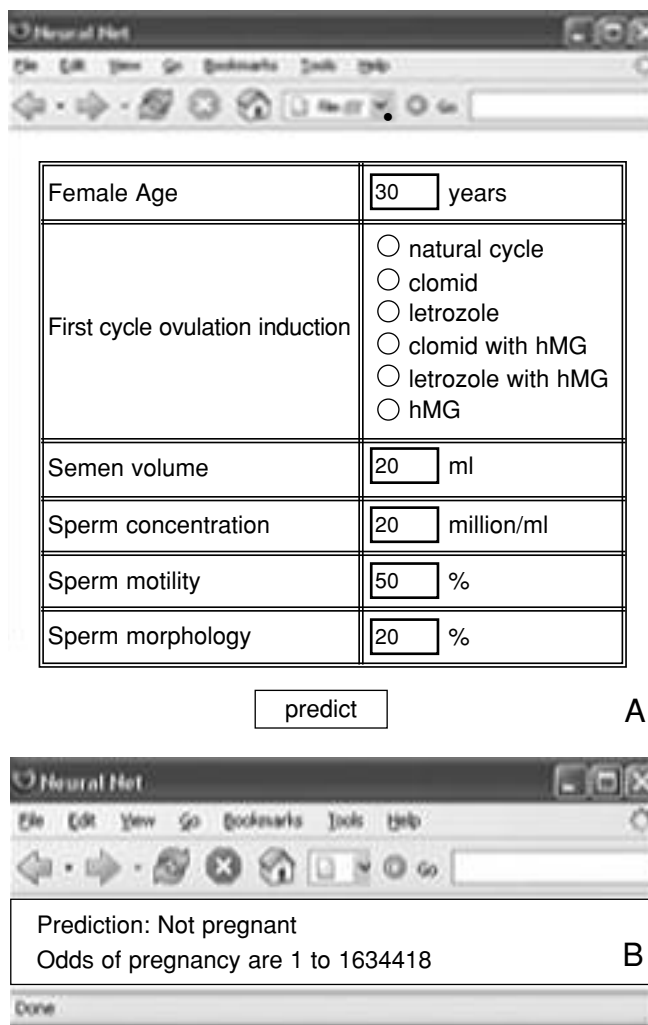 Neural Net
File Edit View Go Bookmarks Tools Help
Go
Female Age 30 years
First cycle ovulation induction
natural cycle
clomid
letrozole
clomid with hMG
letrozole with hMG
hMG
Semen volume 20 ml
Sperm concentration 20 million/ml
Sperm motility 50 %
Sperm morphology 20 %
predict
A
Neural Net
File Edit View Go Bookmarks Tools Help
Go
Prediction: Not pregnant
Odds of pregnancy are 1 to 1634418
B
Done